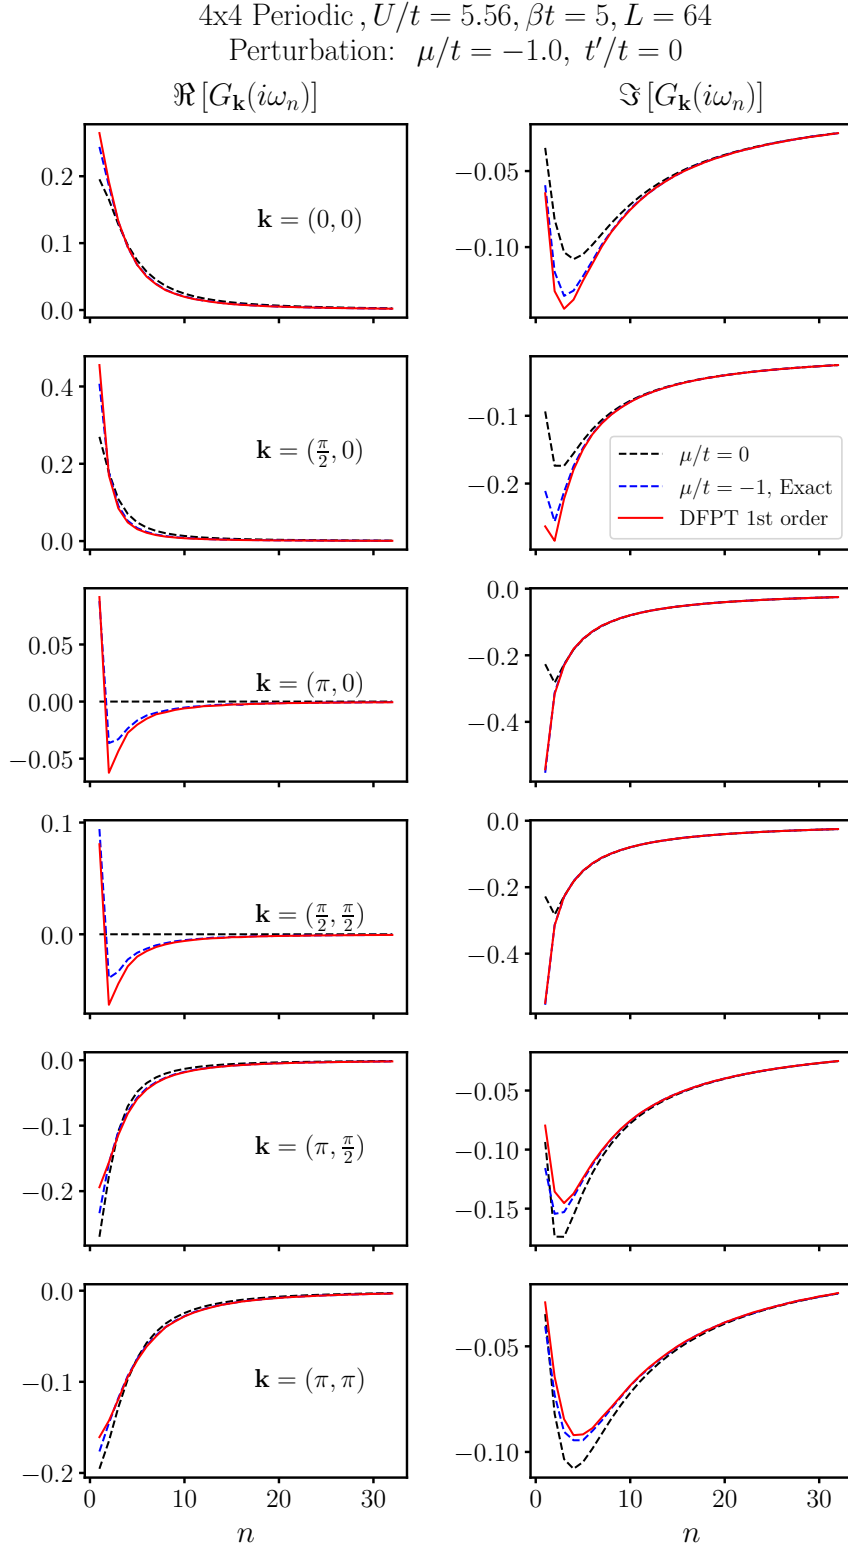 4x4 Periodic , U/t = 5.56, βt = 5, L = 64
Perturbation: μ/t = −1.0, t′/t = 0
ℜ [G𝐤(iωₙ)]
ℑ [G𝐤(iωₙ)]
0.2
0.1
0.0
k = (0, 0)
−0.05
−0.10
0.4
0.2
0.0
k = (π/2, 0)
−0.1
−0.2
μ/t = 0
μ/t = −1, Exact
DFPT 1st order
0.05
0.00
−0.05
k = (π, 0)
0.0
−0.2
−0.4
0.1
0.0
k = (π/2, π/2)
0.0
−0.2
−0.4
0.0
−0.1
−0.2
k = (π, π/2)
−0.05
−0.10
−0.15
0.0
−0.1
−0.2
k = (π, π)
0 10 20 30
n
−0.05
−0.10
0 10 20 30
n